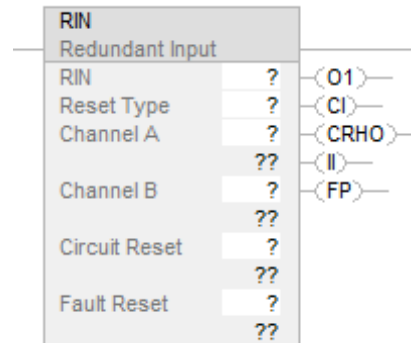 RIN
Redundant Input
RIN ? (O1)
Reset Type ? (CI)
Channel A ? (CRHO)
?? (II)
Channel B ? (FP)
??
Circuit Reset ?
??
Fault Reset ?
??